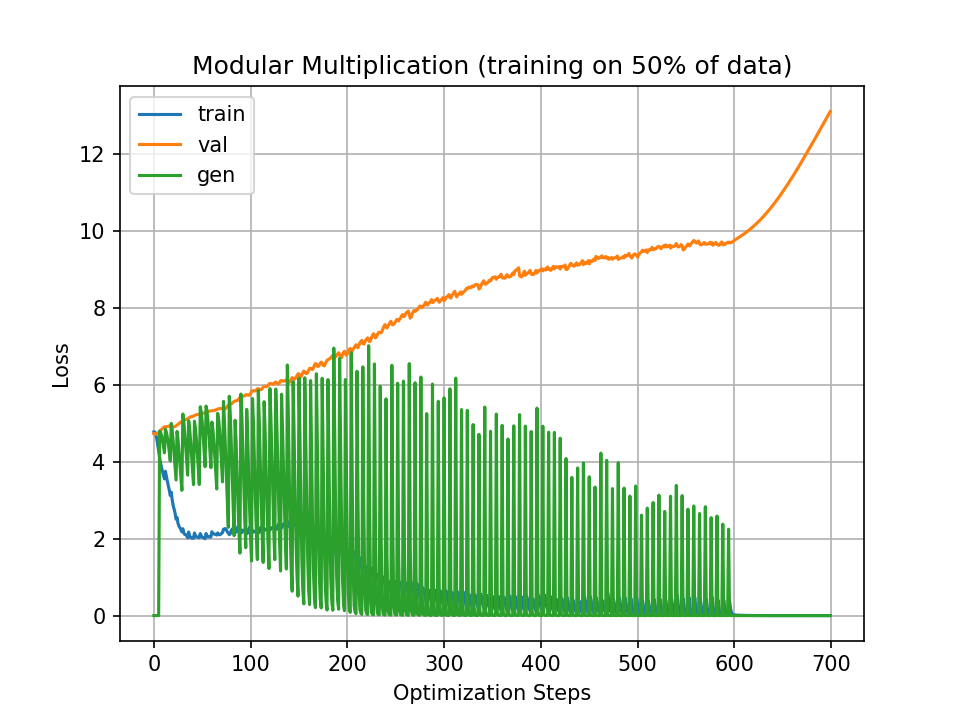 Modular Multiplication (training on 50% of data)
train
val
gen
Loss
12
10
8
6
4
2
0
0 100 200 300 400 500 600 700
Optimization Steps